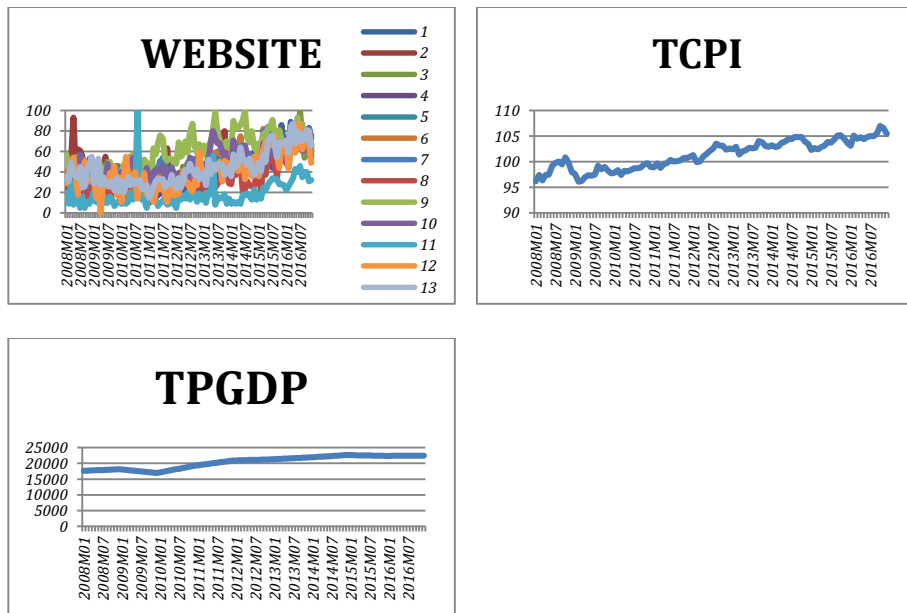 WEBSITE
100
80
60
40
20
0
2008M01
2008M07
2009M01
2009M07
2010M01
2010M07
2011M01
2011M07
2012M01
2012M07
2013M01
2013M07
2014M01
2014M07
2015M01
2015M07
2016M01
2016M07
1
2
3
4
5
6
7
8
9
10
11
12
13
TCPI
110
105
100
95
90
2008M01
2008M07
2009M01
2009M07
2010M01
2010M07
2011M01
2011M07
2012M01
2012M07
2013M01
2013M07
2014M01
2014M07
2015M01
2015M07
2016M01
2016M07
TPGDP
25000
20000
15000
10000
5000
0
2008M01
2008M07
2009M01
2009M07
2010M01
2010M07
2011M01
2011M07
2012M01
2012M07
2013M01
2013M07
2014M01
2014M07
2015M01
2015M07
2016M01
2016M07